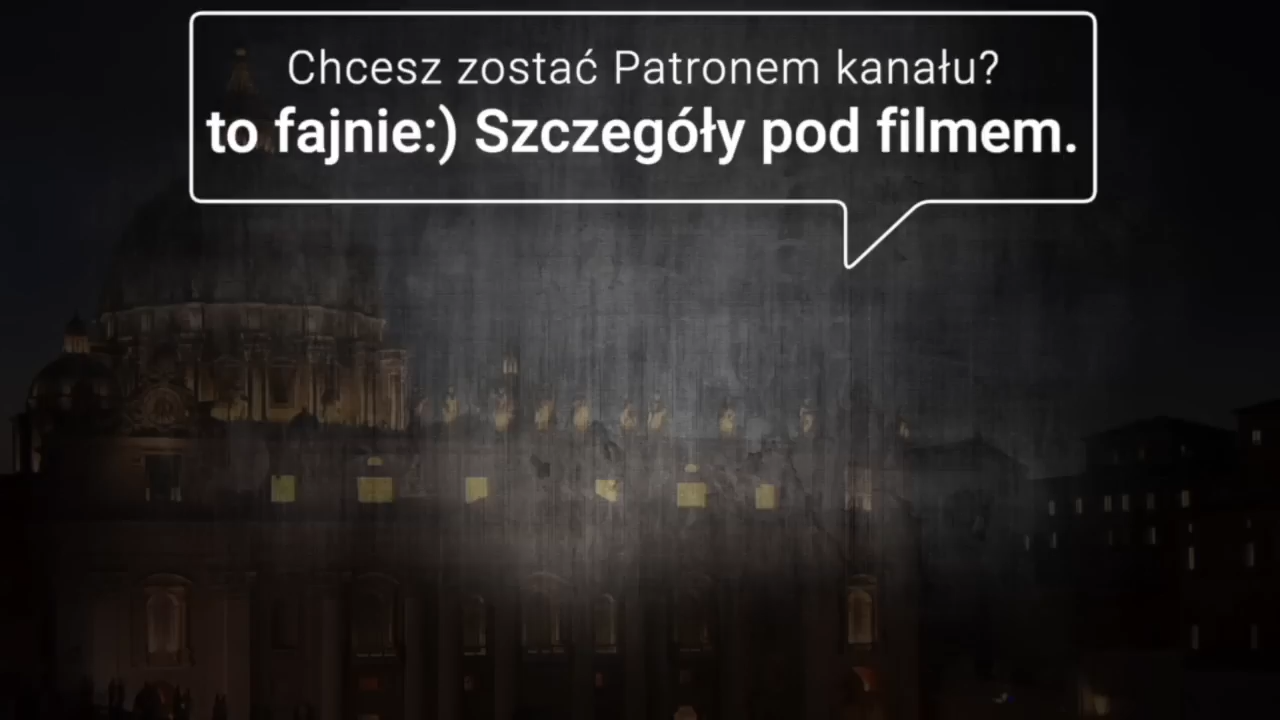 Chcesz zostać Patronem kanału?
to fajnie:) Szczegóły pod filmem.